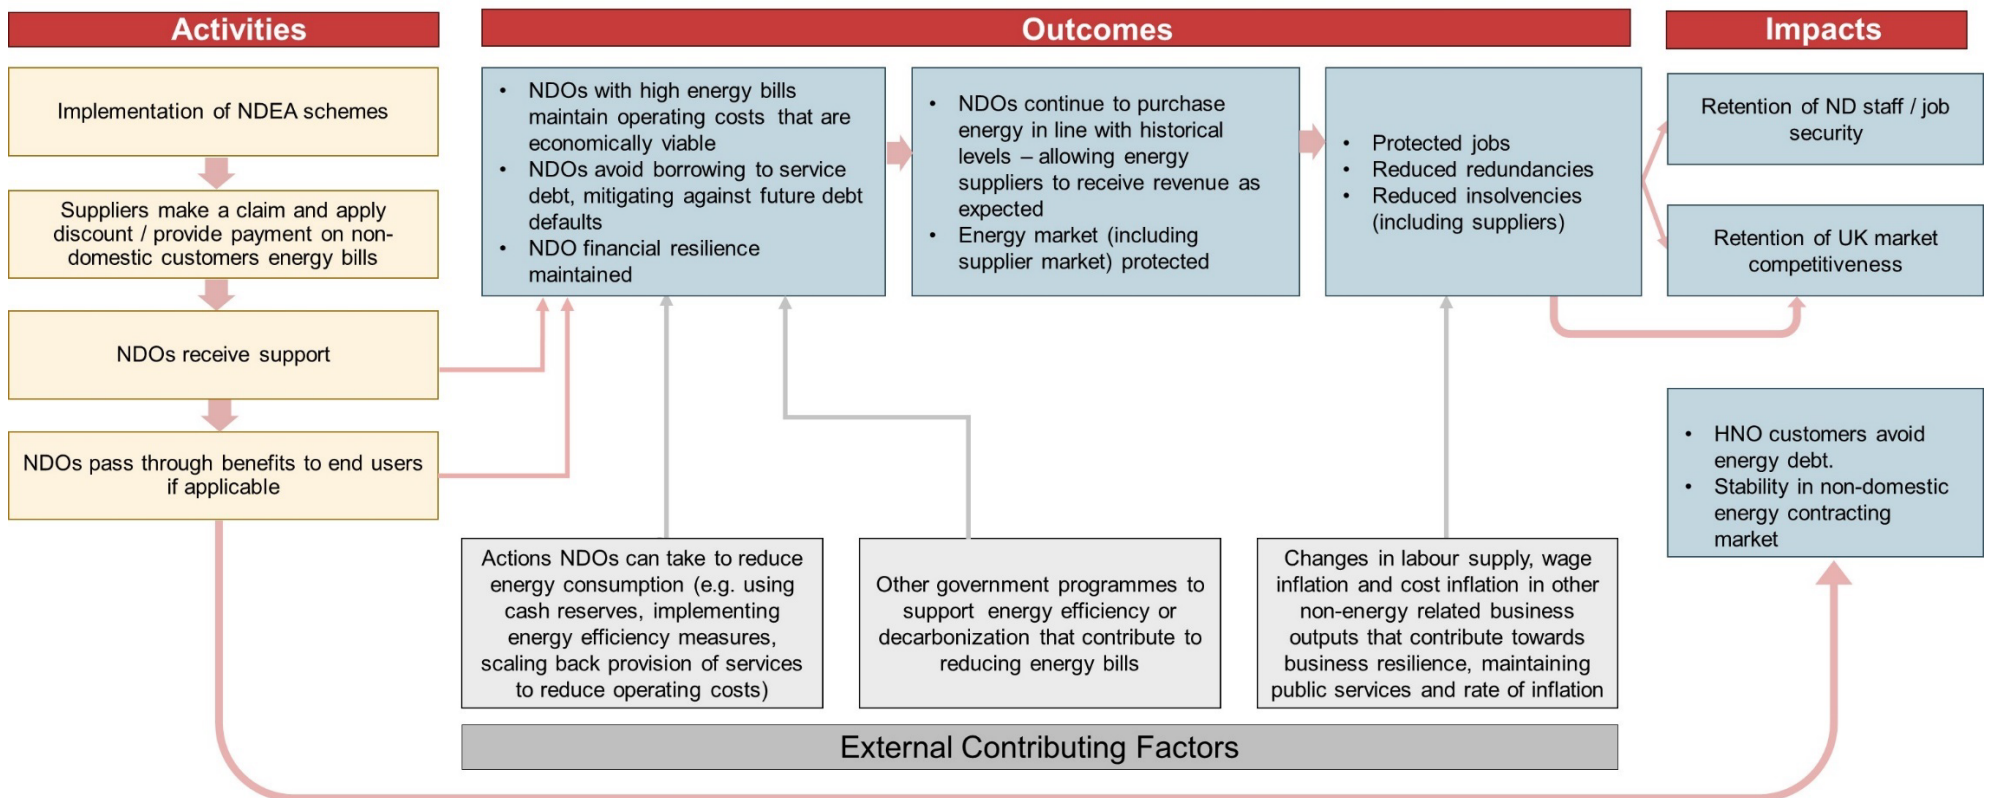 Activities
Implementation of NDEA schemes
Suppliers make a claim and apply
discount / provide payment on non-
domestic customers energy bills
NDOs receive support
NDOs pass through benefits to end users
if applicable
Outcomes
• NDOs with high energy bills
maintain operating costs that are
economically viable
• NDOs avoid borrowing to service
debt, mitigating against future debt
defaults
• NDO financial resilience
maintained
• NDOs continue to purchase
energy in line with historical
levels – allowing energy
suppliers to receive revenue as
expected
• Energy market (including
supplier market) protected
• Protected jobs
• Reduced redundancies
• Reduced insolvencies
(including suppliers)
Impacts
Retention of ND staff / job
security
Retention of UK market
competitiveness
• HNO customers avoid
energy debt.
• Stability in non-domestic
energy contracting
market
Actions NDOs can take to reduce
energy consumption (e.g. using
cash reserves, implementing
energy efficiency measures,
scaling back provision of services
to reduce operating costs)
Other government programmes to
support energy efficiency or
decarbonization that contribute to
reducing energy bills
Changes in labour supply, wage
inflation and cost inflation in other
non-energy related business
outputs that contribute towards
business resilience, maintaining
public services and rate of inflation
External Contributing Factors